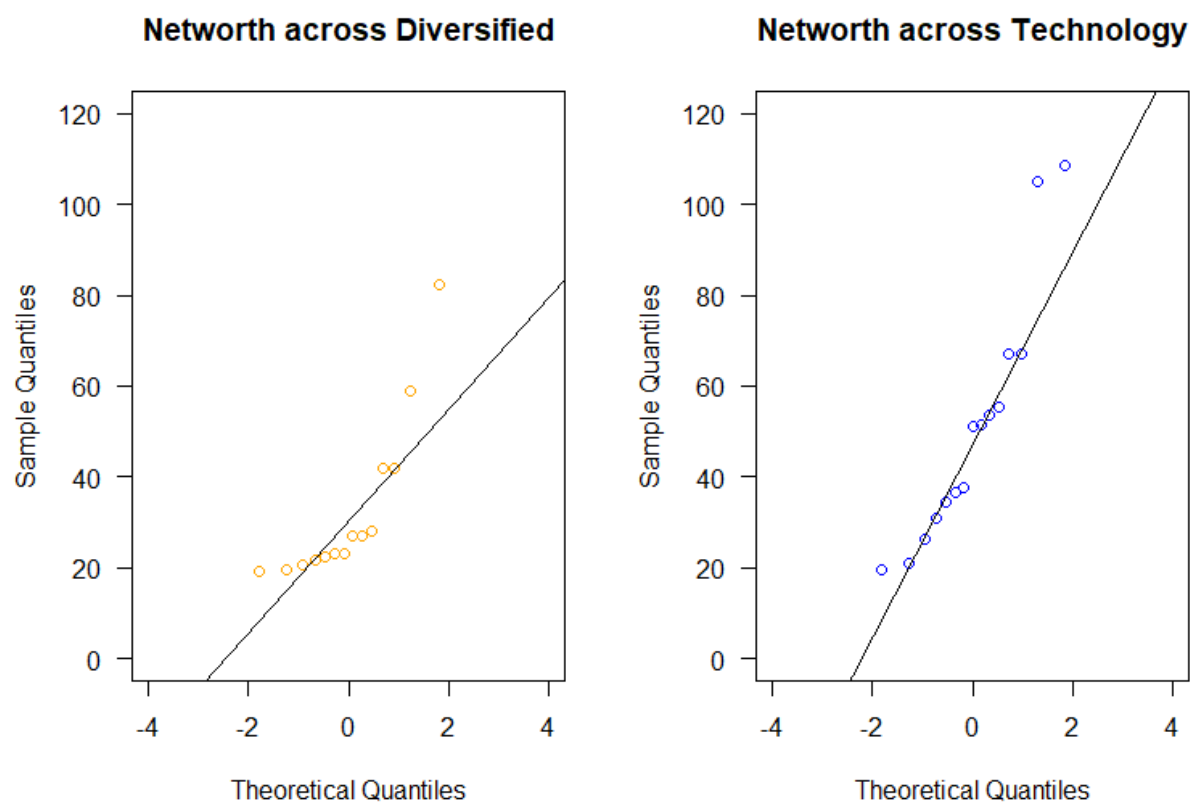 Networth across Diversified
Sample Quantiles
120
100
80
60
40
20
0
-4 -2 0 2 4
Theoretical Quantiles
Networth across Technology
Sample Quantiles
120
100
80
60
40
20
0
-4 -2 0 2 4
Theoretical Quantiles